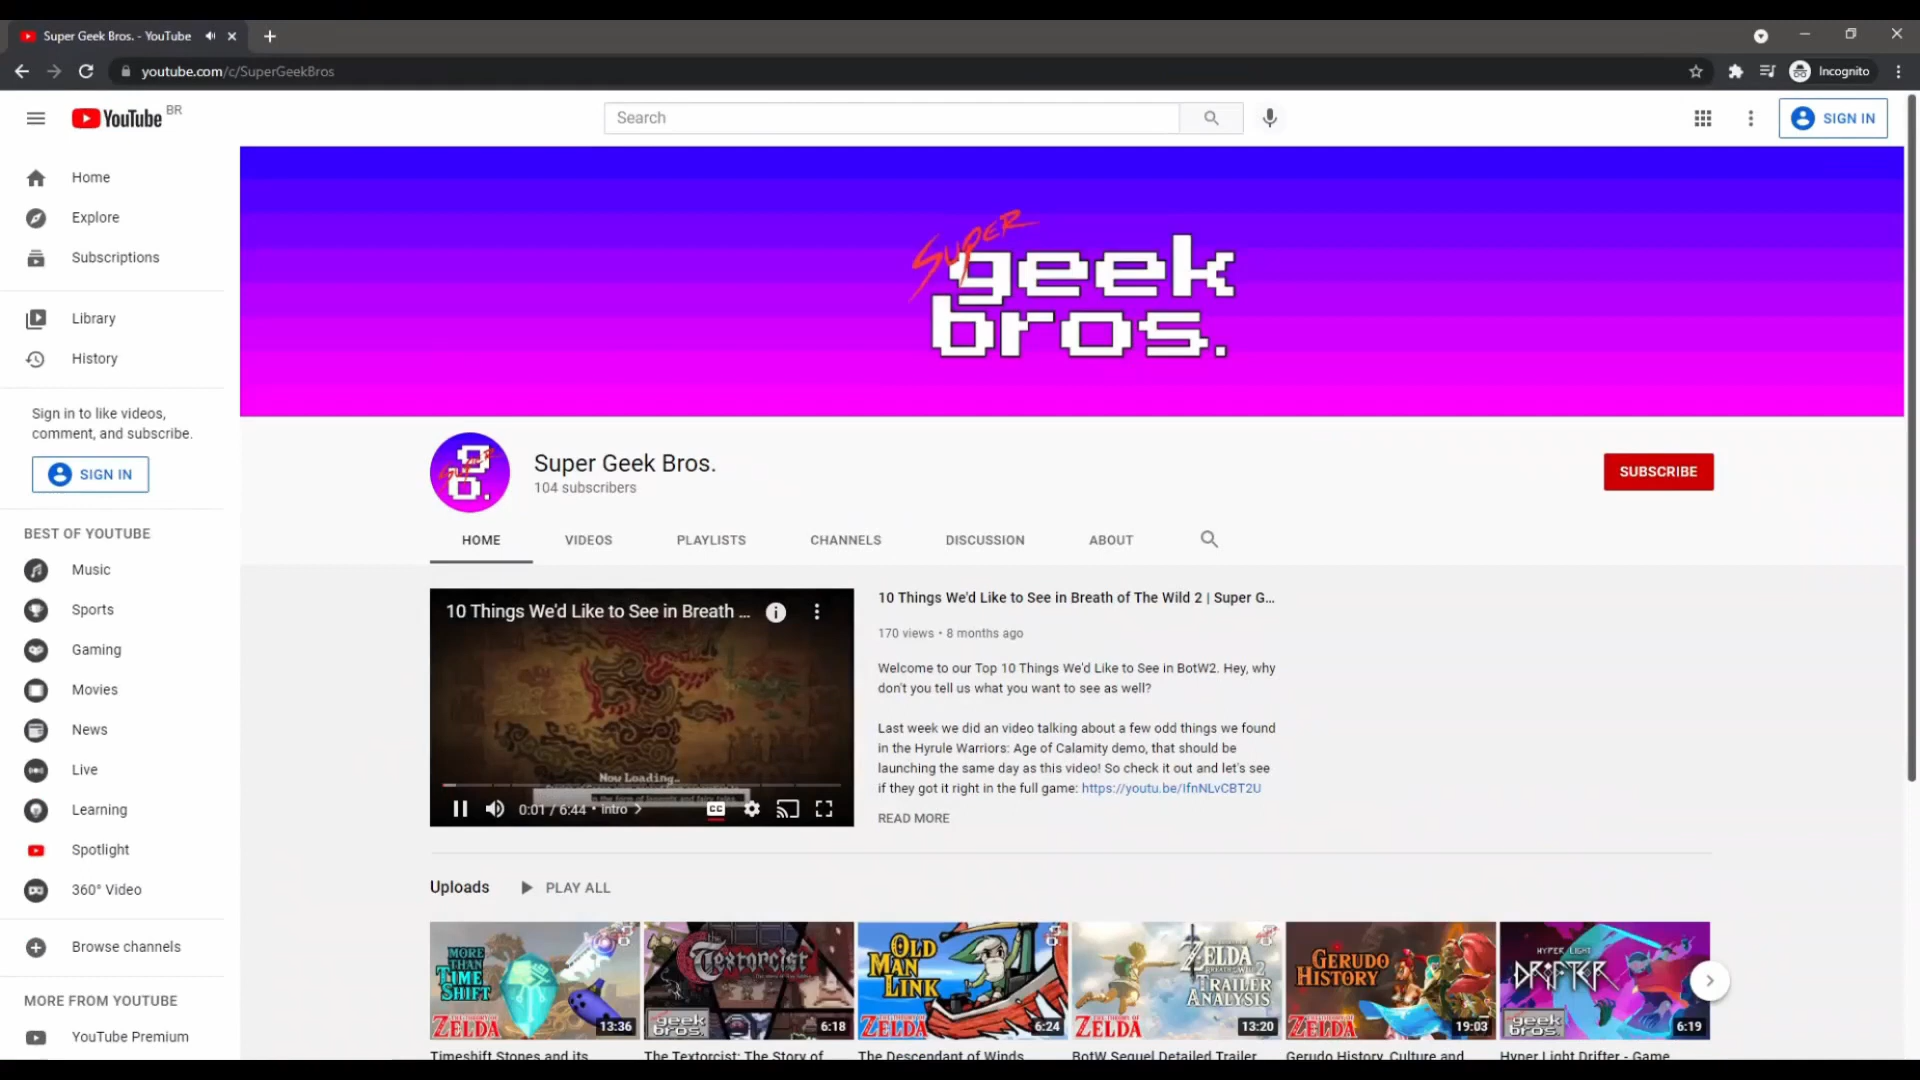 Super Geek Bros. - YouTube
youtube.com/c/SuperGeekBros
Incognito
YouTube BR
Search
SIGN IN
Home
Explore
Subscriptions
Library
History
Sign in to like videos,
comment, and subscribe.
SIGN IN
BEST OF YOUTUBE
Music
Sports
Gaming
Movies
News
Live
Learning
Spotlight
360° Video
Browse channels
MORE FROM YOUTUBE
YouTube Premium
SUPER
geek
bros.
Super Geek Bros.
104 subscribers
SUBSCRIBE
HOME
VIDEOS
PLAYLISTS
CHANNELS
DISCUSSION
ABOUT
10 Things We'd Like to See in Breath ...
Now Loading...
0:01 / 6:44 • Intro
CC
10 Things We'd Like to See in Breath of The Wild 2 | Super G...
170 views • 8 months ago
Welcome to our Top 10 Things We'd Like to See in BotW2. Hey, why
don't you tell us what you want to see as well?
Last week we did an video talking about a few odd things we found
in the Hyrule Warriors: Age of Calamity demo, that should be
launching the same day as this video! So check it out and let's see
if they got it right in the full game: https://youtu.be/IfnNLvCBT2U
READ MORE
Uploads
PLAY ALL
MORE
THAN
TIME
SHIFT
ZELDA
13:36
Timeshift Stones and its
Textorcist
geek
bros.
6:18
The Textorcist: The Story of
OLD
MAN
LINK
ZELDA
6:24
The Descendant of Winds
ZELDA
TRAILER
ANALYSIS
ZELDA
13:20
BotW Sequel Detailed Trailer
GERUDO
HISTORY
ZELDA
19:03
Gerudo History, Culture and
HYPER LIGHT
DRIFTER
geek
bros.
6:19
Hyper Light Drifter - Game